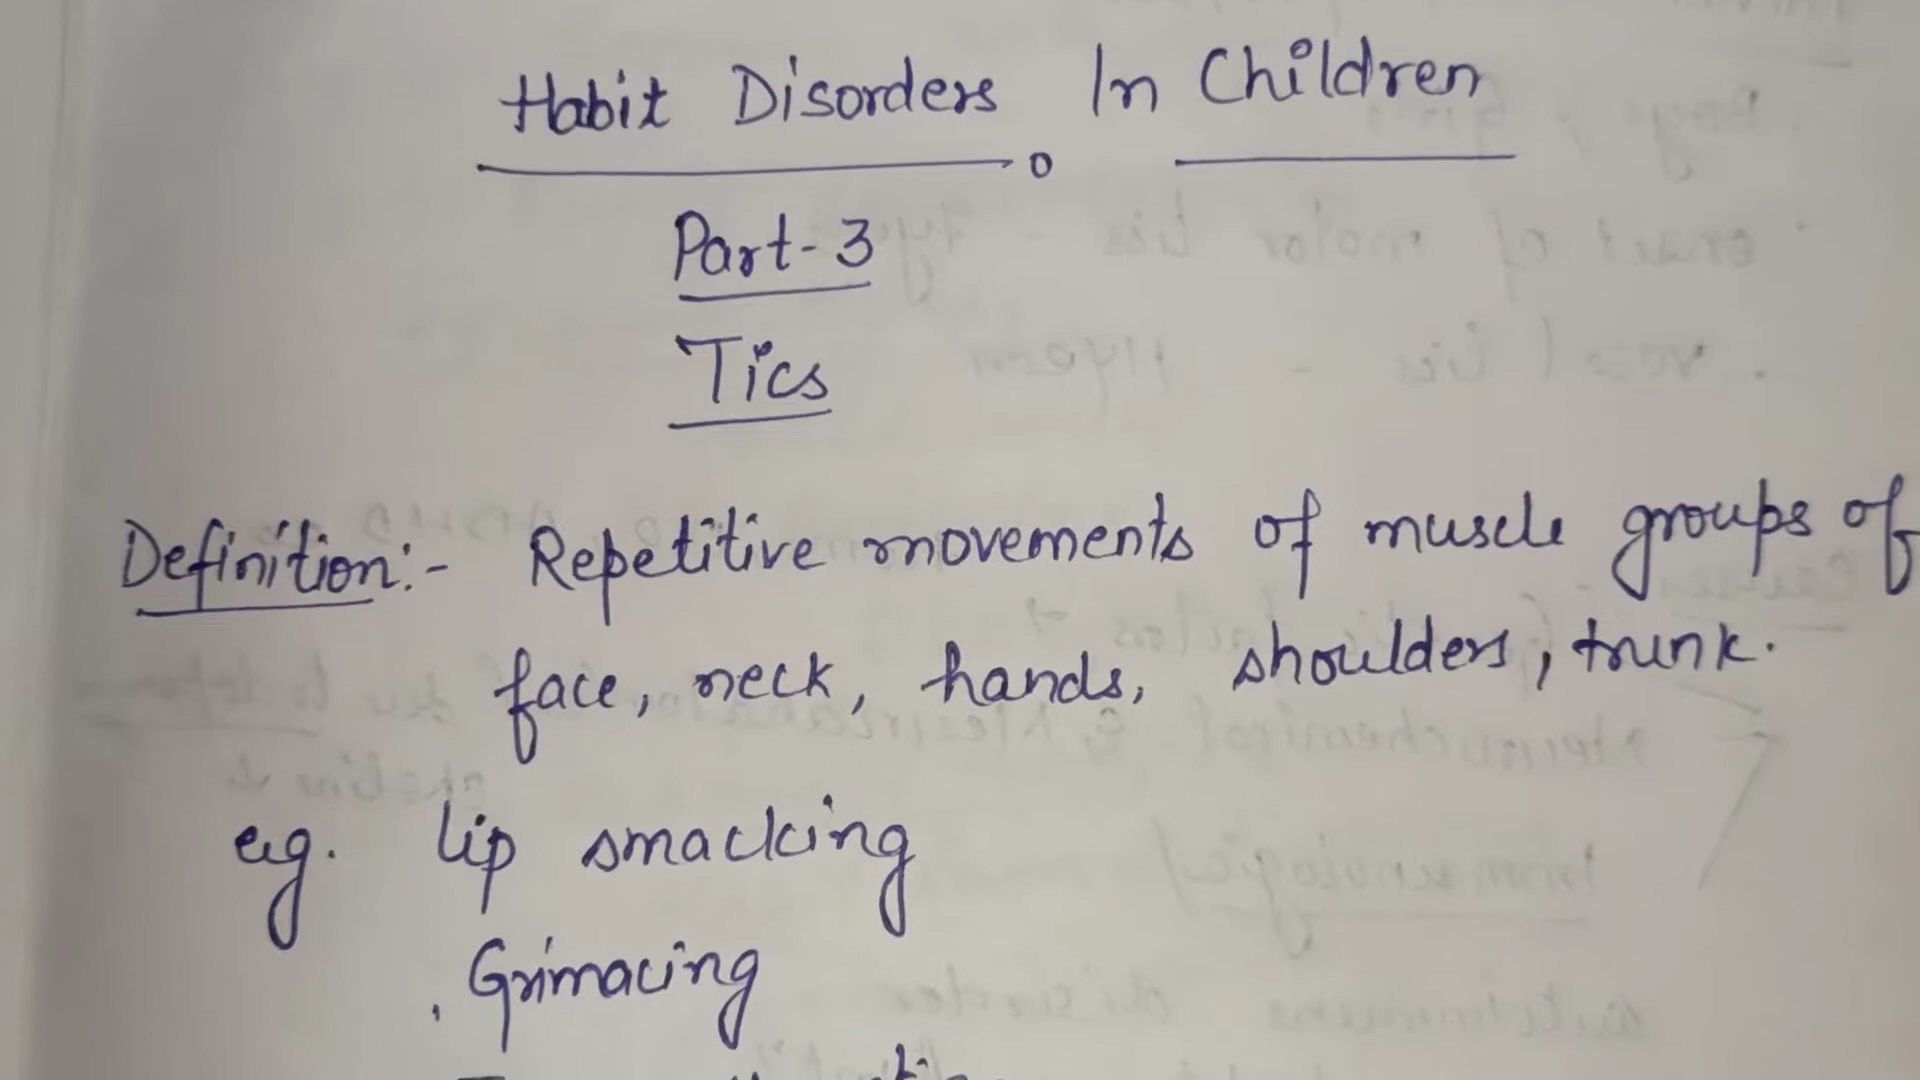 Habit Disorders In Children
Part-3
Tics
Definition:- Repetitive movements of muscle groups of
face, neck, hands, shoulders, trunk.
eg. lip smacking
. Grimacing